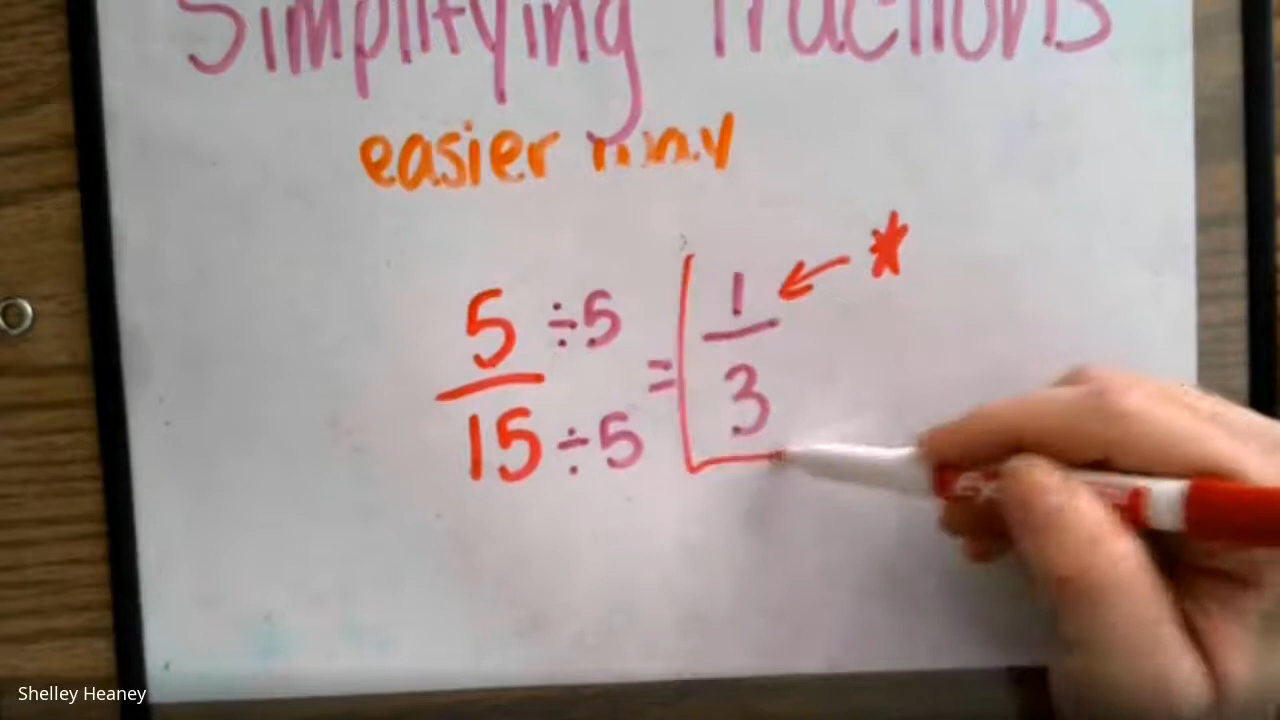 Simplifying fractions
easier
5 ÷5 = 1
15 ÷5 3
Shelley Heaney